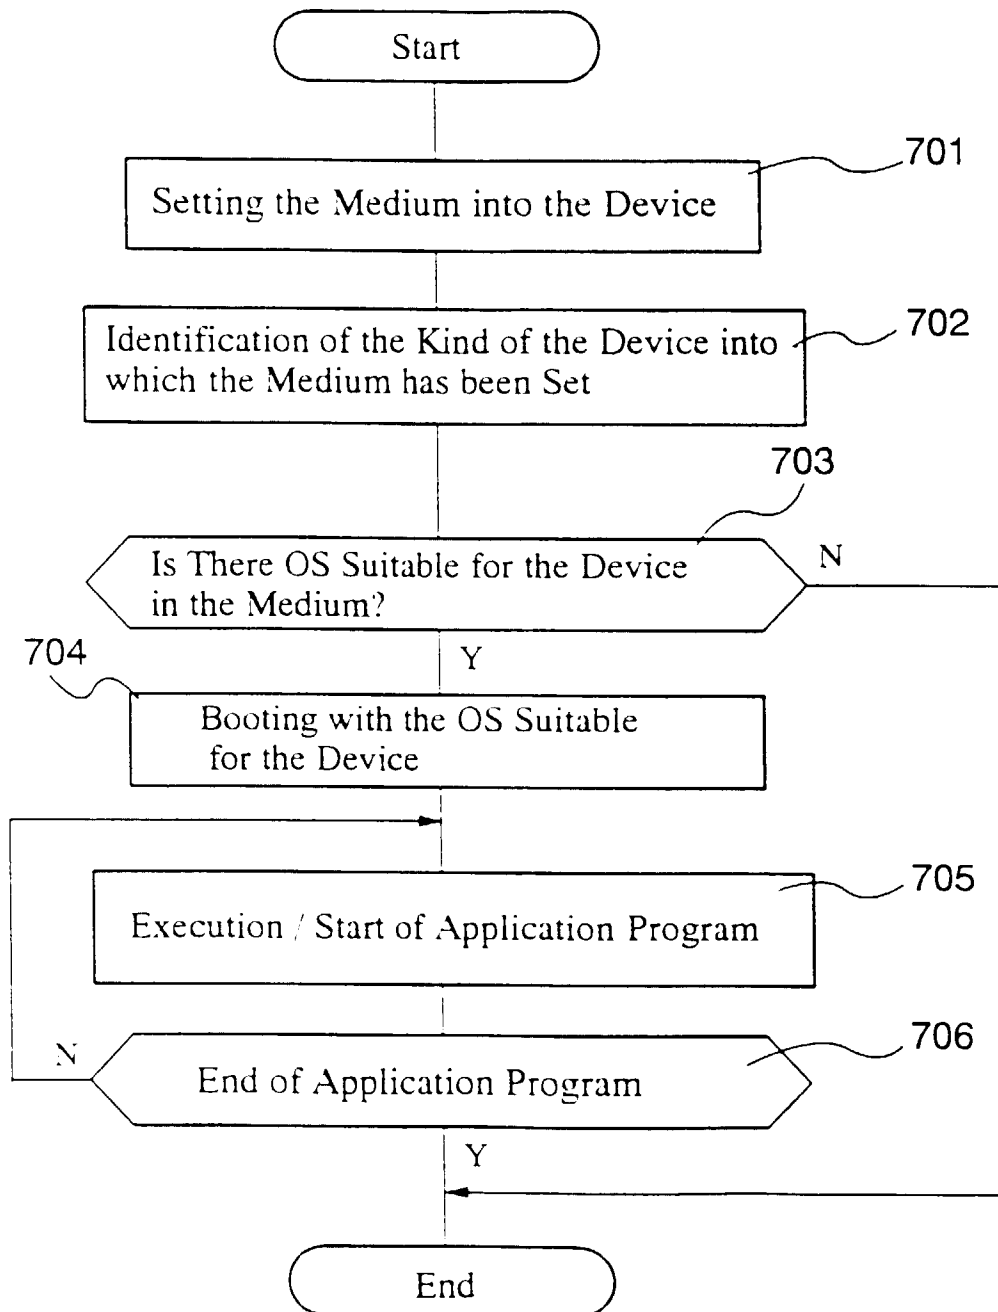 Start
701
Setting the Medium into the Device
702
Identification of the Kind of the Device into
which the Medium has been Set
703
Is There OS Suitable for the Device
in the Medium?
N
Y
704
Booting with the OS Suitable
for the Device
705
Execution / Start of Application Program
706
N
End of Application Program
Y
End